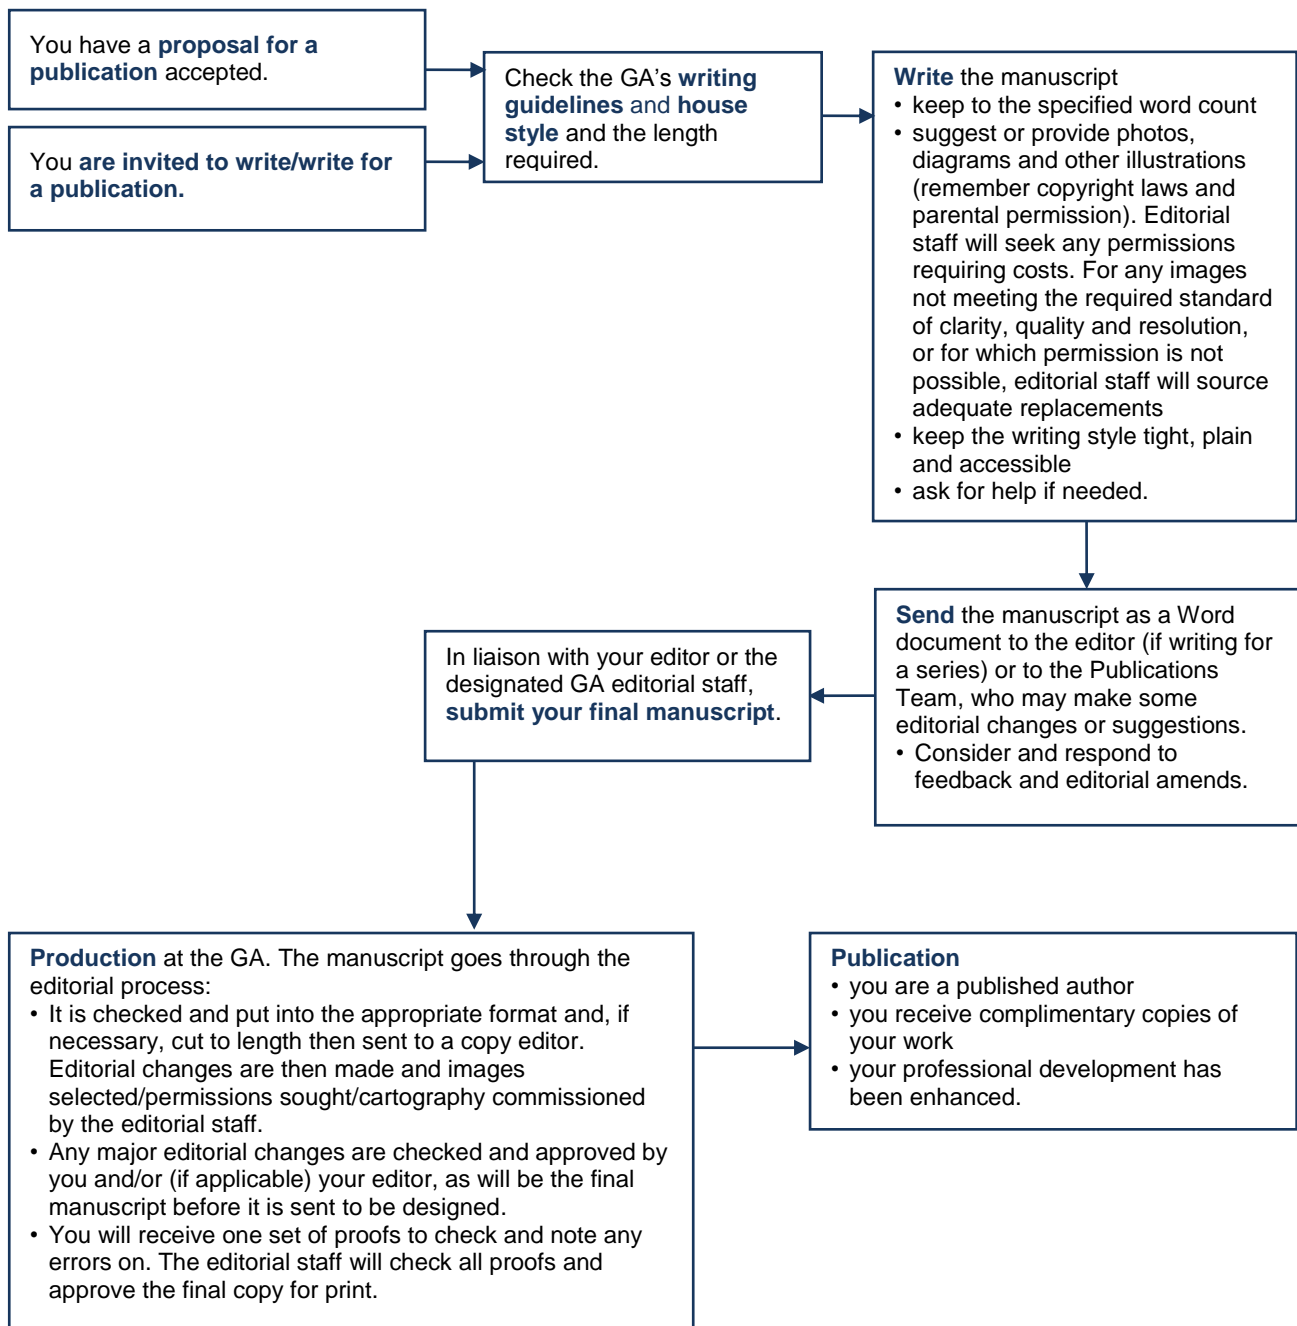 You have a proposal for a
publication accepted.
You are invited to write/write for
a publication.
Check the GA's writing
guidelines and house
style and the length
required.
Write the manuscript
• keep to the specified word count
• suggest or provide photos,
diagrams and other illustrations
(remember copyright laws and
parental permission). Editorial
staff will seek any permissions
requiring costs. For any images
not meeting the required standard
of clarity, quality and resolution,
or for which permission is not
possible, editorial staff will source
adequate replacements
• keep the writing style tight, plain
and accessible
• ask for help if needed.
Send the manuscript as a Word
document to the editor (if writing for
a series) or to the Publications
Team, who may make some
editorial changes or suggestions.
• Consider and respond to
feedback and editorial amends.
In liaison with your editor or the
designated GA editorial staff,
submit your final manuscript.
Production at the GA. The manuscript goes through the
editorial process:
• It is checked and put into the appropriate format and, if
necessary, cut to length then sent to a copy editor.
Editorial changes are then made and images
selected/permissions sought/cartography commissioned
by the editorial staff.
• Any major editorial changes are checked and approved by
you and/or (if applicable) your editor, as will be the final
manuscript before it is sent to be designed.
• You will receive one set of proofs to check and note any
errors on. The editorial staff will check all proofs and
approve the final copy for print.
Publication
• you are a published author
• you receive complimentary copies of
your work
• your professional development has
been enhanced.